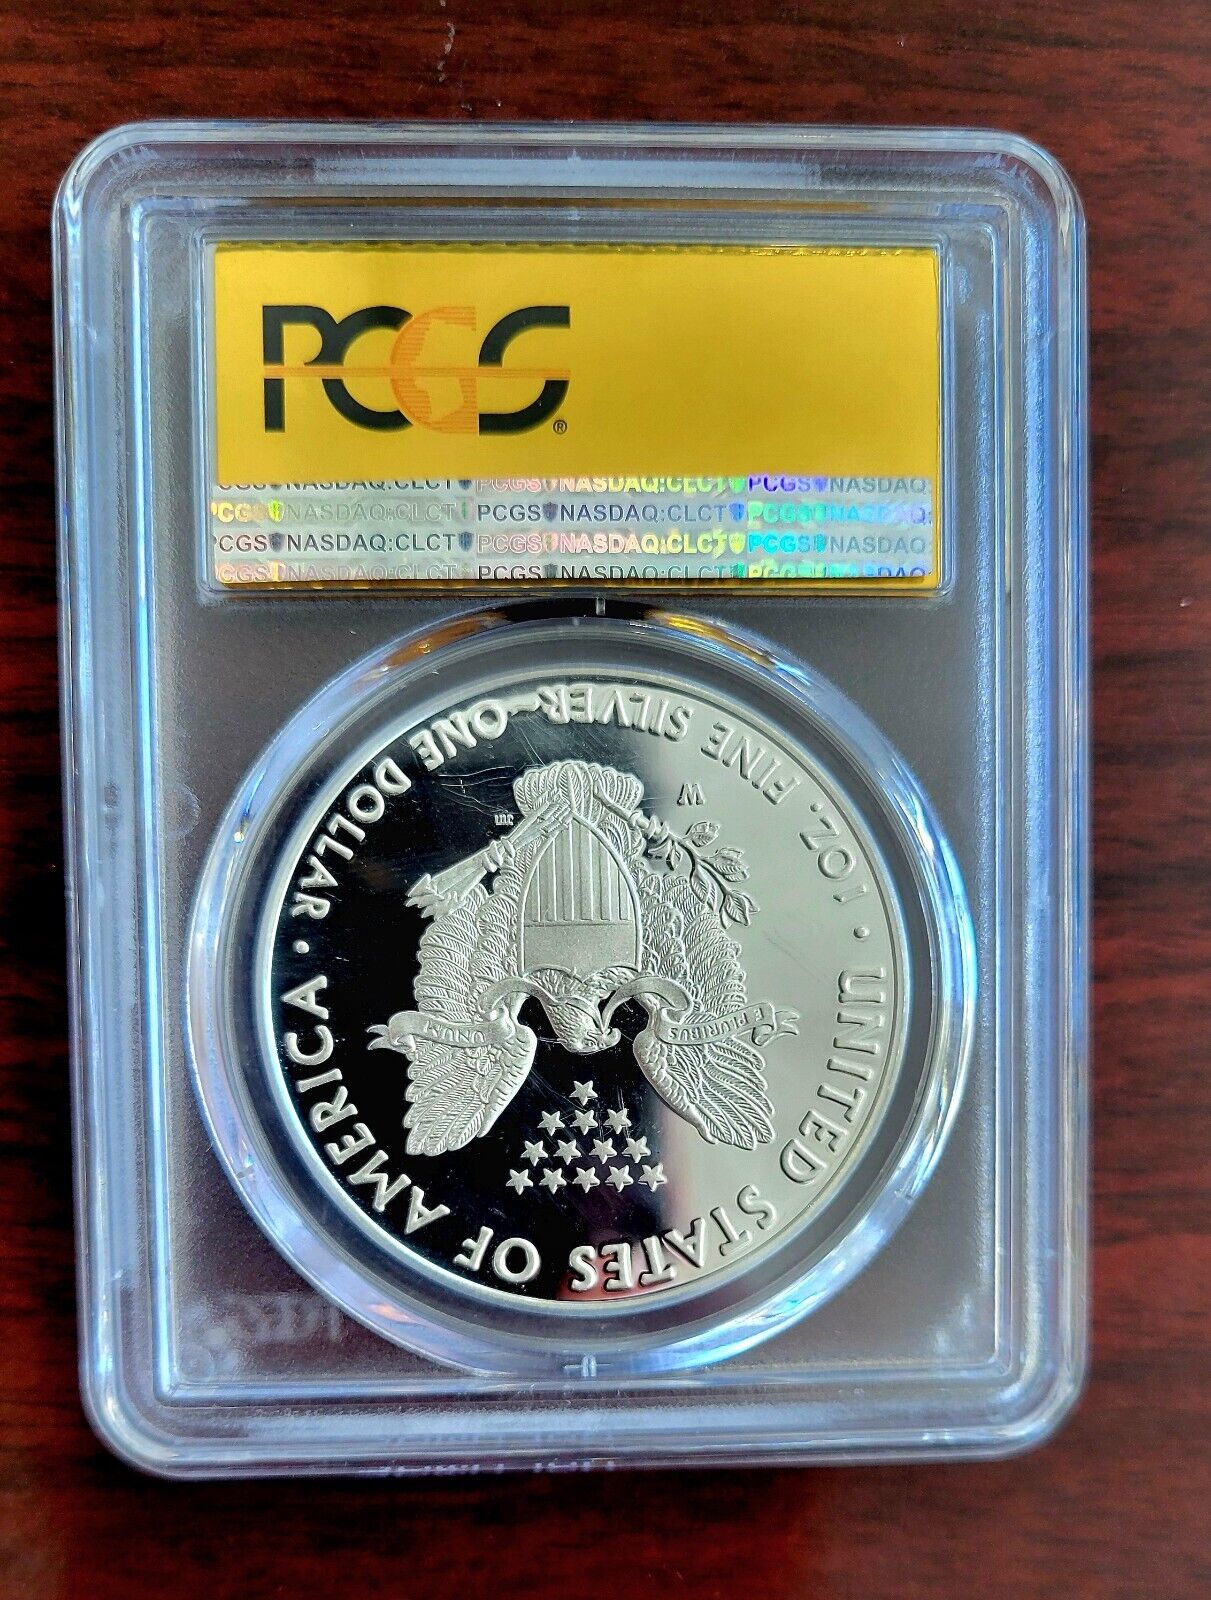 PCGS®
PCGS NASDAQ:CLCT PCGS NASDAQ:CLCT PCGS NASDAQ
PCGS NASDAQ:CLCT PCGS NASDAQ:CLCT PCGS NASDAQ:
PCGS NASDAQ:CLCT PCGS NASDAQ:CLCT PCGS NASDAQ:
PCGS NASDAQ:CLCT PCGS NASDAQ:CLCT PCGS NASDAQ
UNITED STATES OF AMERICA
1 OZ. FINE SILVER~ONE DOLLAR
E PLURIBUS UNUM
W